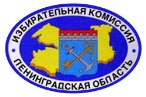 ИЗБИРАТЕЛЬНАЯ КОМИССИЯ
ЛЕНИНГРАДСКАЯ ОБЛАСТЬ